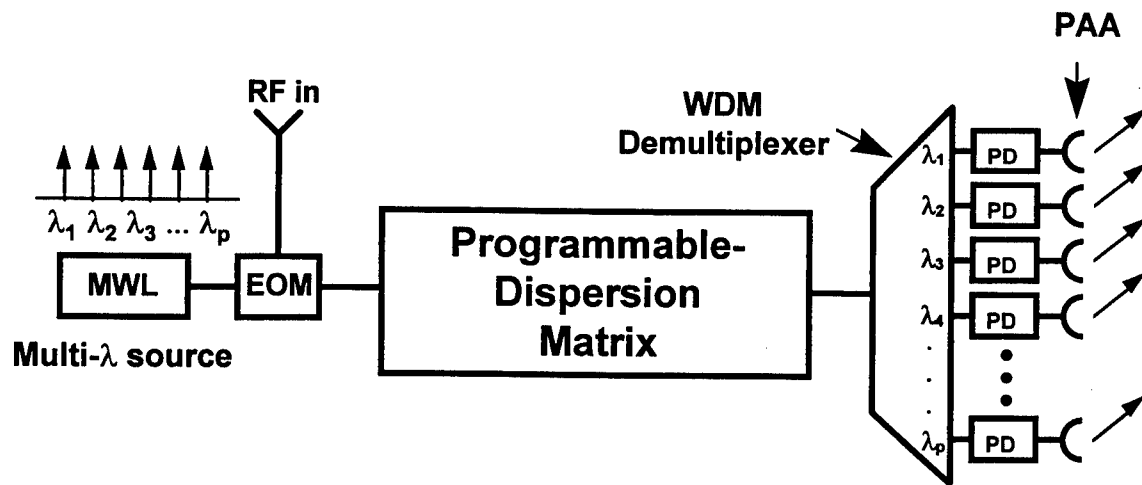 PAA
RF in
WDM
Demultiplexer
λ1 λ2 λ3 ... λp
MWL
EOM
Multi-λ source
Programmable-
Dispersion
Matrix
λ1 PD
λ2 PD
λ3 PD
λ4 PD
λp PD